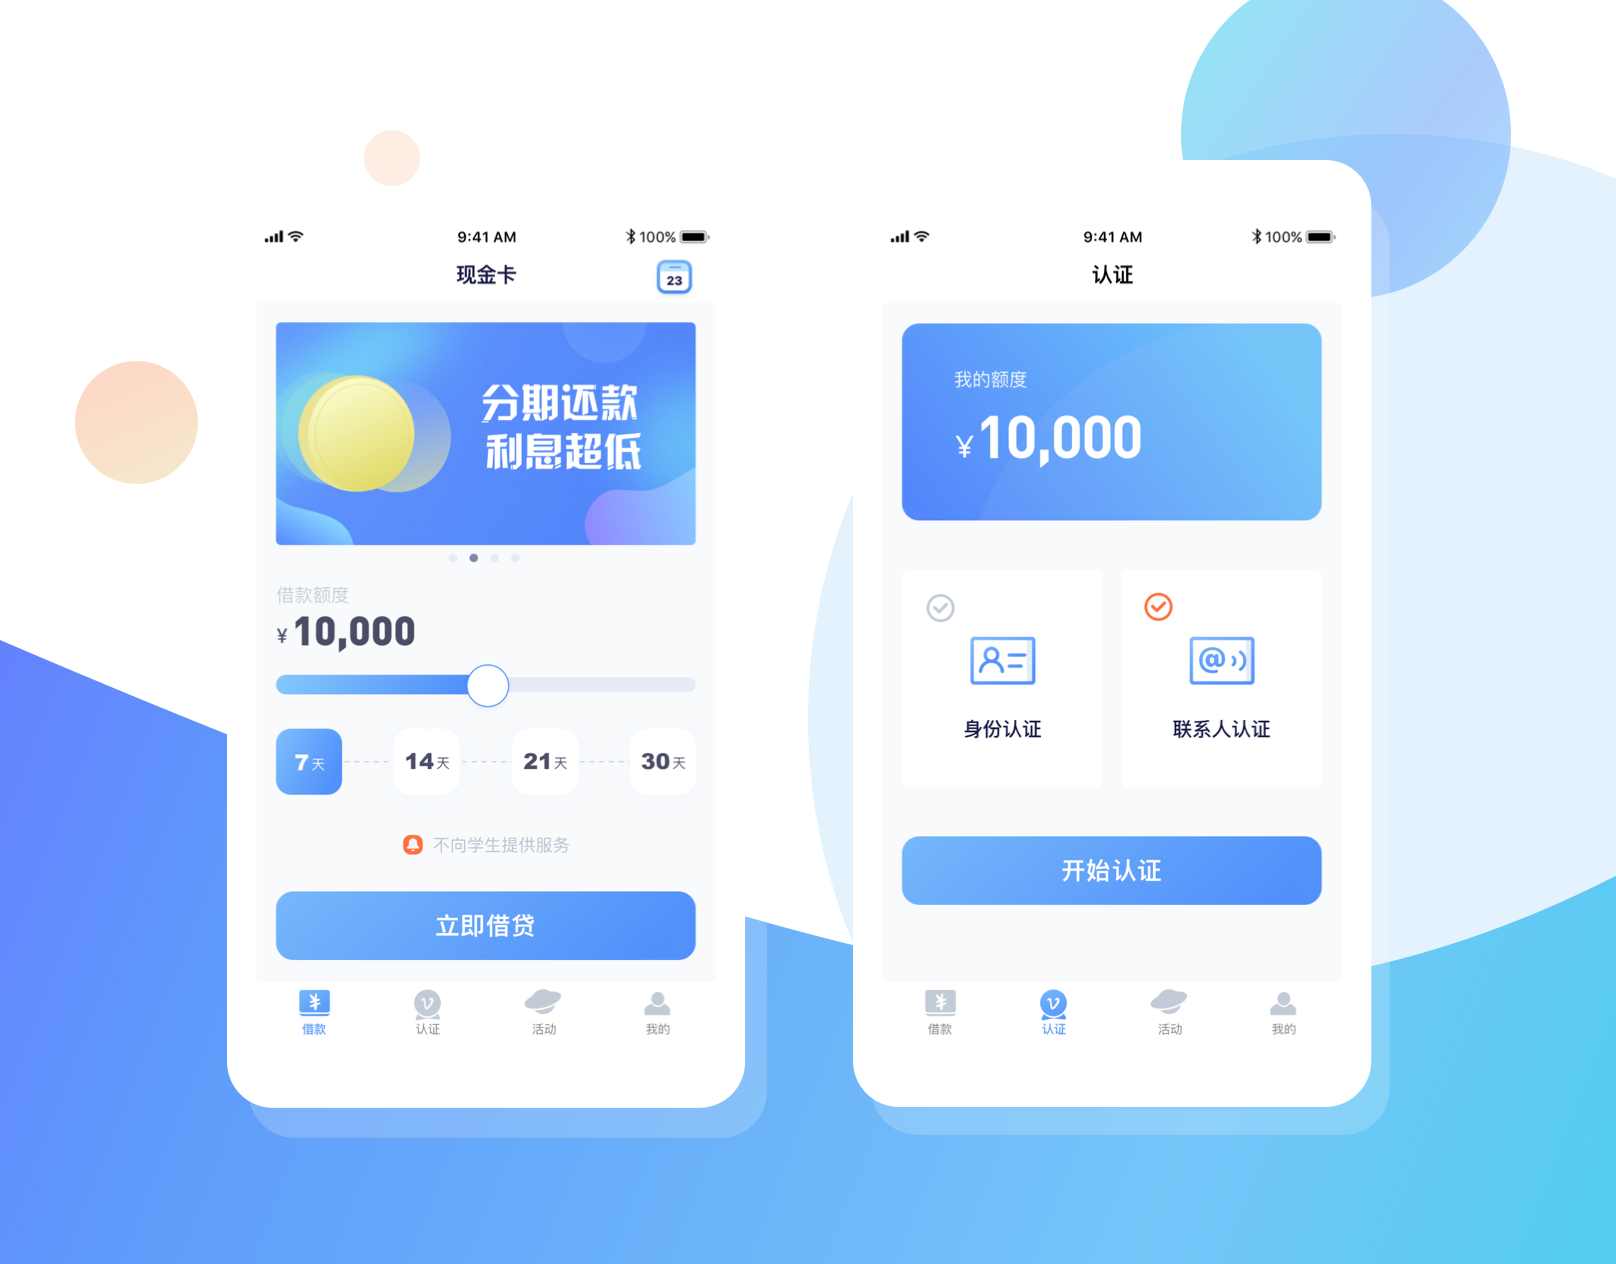 9:41 AM
100%
现金卡
23
分期还款
利息超低
借款额度
¥ 10,000
7天
14天
21天
30天
不向学生提供服务
立即借贷
¥
借款
V
认证
活动
我的
9:41 AM
100%
认证
我的额度
¥ 10,000
@
身份认证
联系人认证
开始认证
¥
借款
V
认证
活动
我的